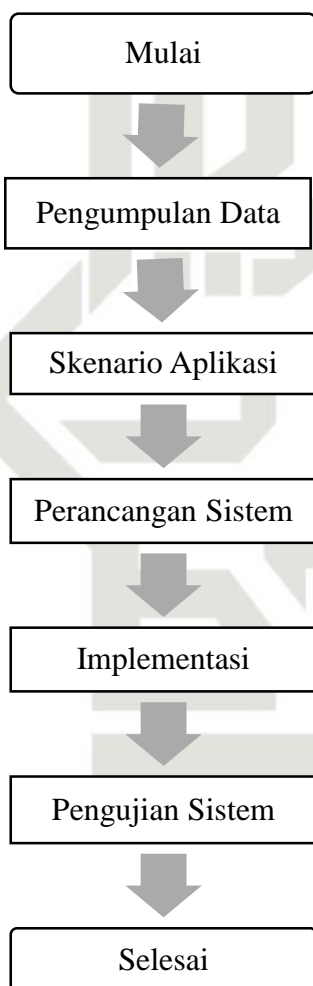 Mulai
Pengumpulan Data
Skenario Aplikasi
Perancangan Sistem
Implementasi
Pengujian Sistem
Selesai